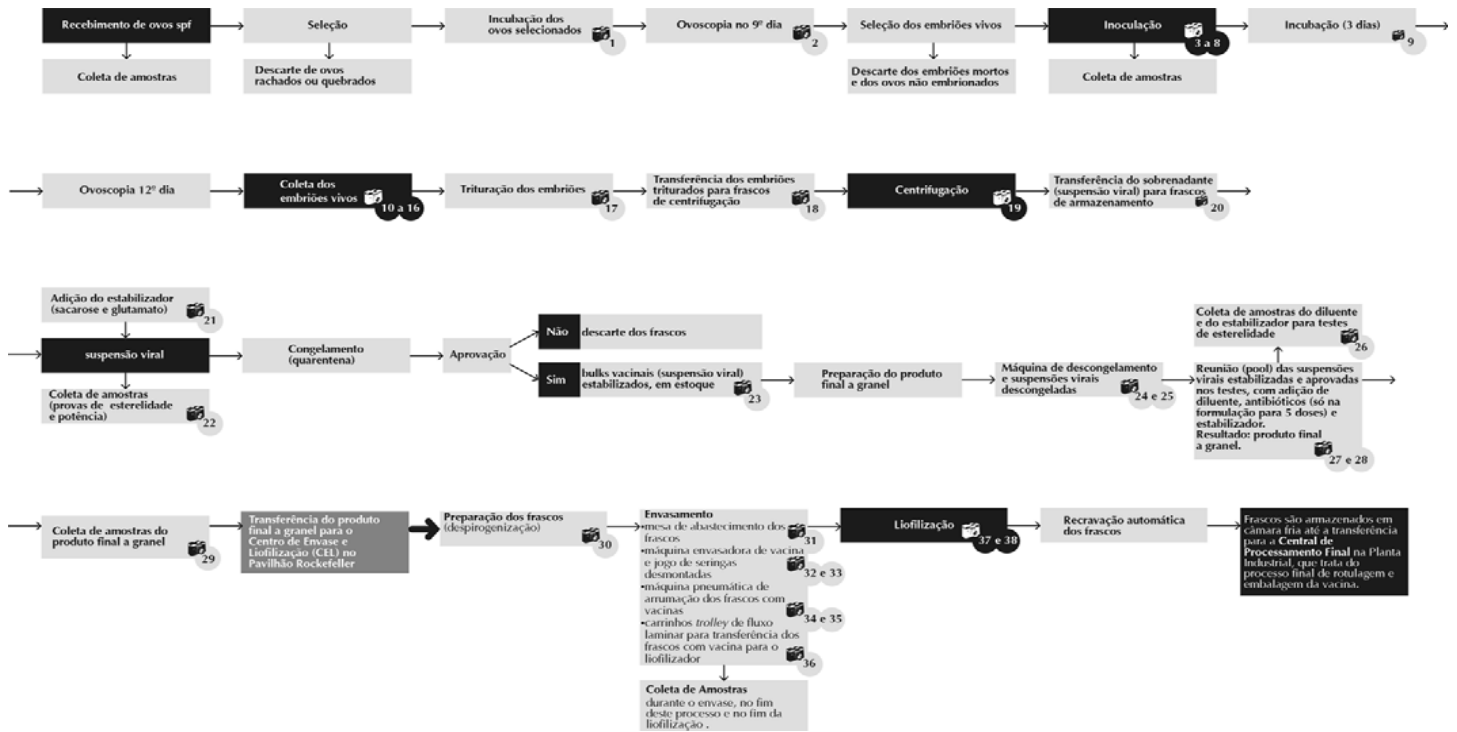 Recebimento de ovos spf
Coleta de amostras
Seleção
Descarte de ovos
rachados ou quebrados
Incubação dos
ovos selecionados
1
Ovoscopia no 9º dia
2
Seleção dos embriões vivos
Descarte dos embriões mortos
e dos ovos não embrionados
Inoculação
3 a 8
Coleta de amostras
Incubação (3 dias)
9
Ovoscopia 12º dia
Coleta dos
embriões vivos
10 a 16
Trituração dos embriões
17
Transferência dos embriões
triturados para frascos
de centrifugação
18
Centrifugação
19
Transferência do sobrenadante
(suspensão viral) para frascos
de armazenamento
20
Adição do estabilizador
(sacarose e glutamato)
21
suspensão viral
Coleta de amostras
(provas de esterelidade
e potência)
22
Congelamento
(quarentena)
Aprovação
Não
descarte dos frascos
Sim
bulks vacinais (suspensão viral)
estabilizados, em estoque
23
Preparação do produto
final a granel
Máquina de descongelamento
e suspensões virais
descongeladas
24 e 25
Coleta de amostras do diluente
e do estabilizador para testes
de esterelidade
26
Reunião (pool) das suspensões
virais estabilizadas e aprovadas
nos testes, com adição de
diluente, antibióticos (só na
formulação para 5 doses) e
estabilizador.
Resultado: produto final
a granel.
27 e 28
Coleta de amostras do
produto final a granel
29
Transferência do produto
final a granel para o
Centro de Envase e
Liofilização (CEL) no
Pavilhão Rockefeller
Preparação dos frascos
(despirogenização)
30
Envasamento
•mesa de abastecimento dos
frascos
31
•máquina envasadora de vacina
e jogo de seringas
desmontadas
32 e 33
•máquina pneumática de
arrumação dos frascos com
vacinas
34 e 35
•carrinhos trolley de fluxo
laminar para transferência dos
frascos com vacina para o
liofilizador
36
Coleta de Amostras
durante o envase, no fim
deste processo e no fim da
liofilização .
Liofilização
37 e 38
Recravação automática
dos frascos
Frascos são armazenados em
câmara fria até a transferência
para a Central de
Processamento Final na Planta
Industrial, que trata do
processo final de rotulagem e
embalagem da vacina.